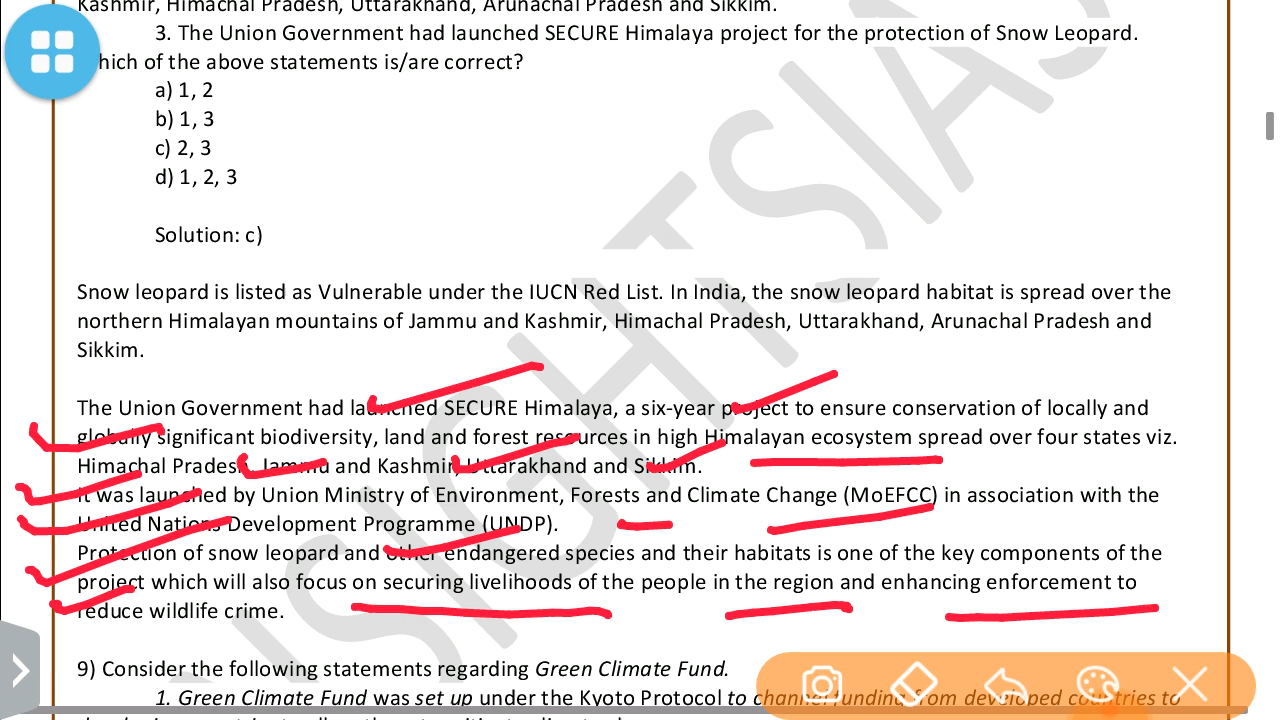 Kashmir, Himachal Pradesh, Uttarakhand, Arunachal Pradesh and Sikkim.
3. The Union Government had launched SECURE Himalaya project for the protection of Snow Leopard.
hich of the above statements is/are correct?
a) 1, 2
b) 1, 3
c) 2, 3
d) 1, 2, 3
Solution: c)
Snow leopard is listed as Vulnerable under the IUCN Red List. In India, the snow leopard habitat is spread over the
northern Himalayan mountains of Jammu and Kashmir, Himachal Pradesh, Uttarakhand, Arunachal Pradesh and
Sikkim.
The Union Government had launched SECURE Himalaya, a six-year project to ensure conservation of locally and
globally significant biodiversity, land and forest resources in high Himalayan ecosystem spread over four states viz.
Himachal Pradesh, Jammu and Kashmir, Uttarakhand and Sikkim.
It was launched by Union Ministry of Environment, Forests and Climate Change (MoEFCC) in association with the
United Nations Development Programme (UNDP).
Protection of snow leopard and other endangered species and their habitats is one of the key components of the
project which will also focus on securing livelihoods of the people in the region and enhancing enforcement to
reduce wildlife crime.
9) Consider the following statements regarding Green Climate Fund.
1. Green Climate Fund was set up under the Kyoto Protocol to channel funding from developed countries to
INSIGHTSIAS